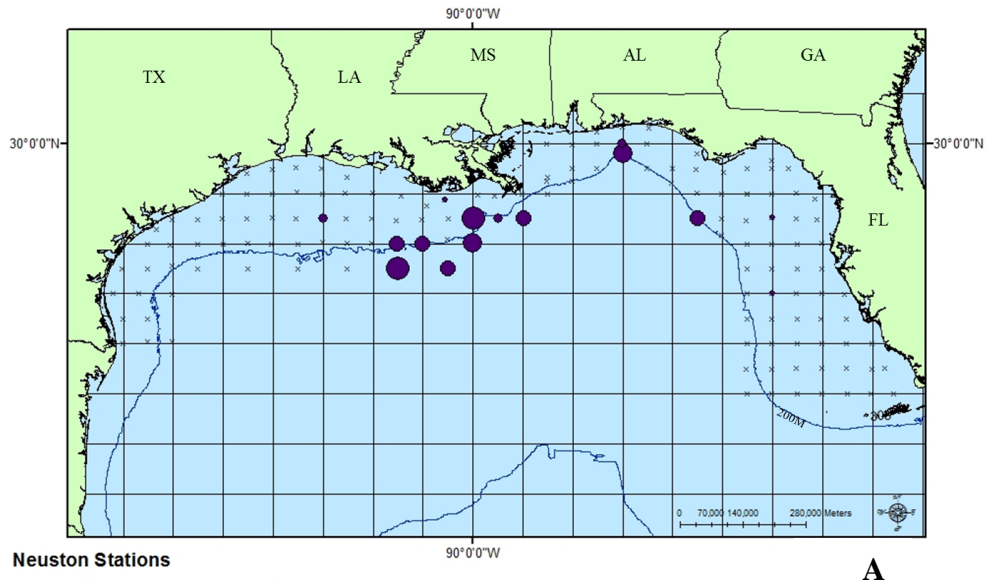 90°0'0"W
TX
LA
MS
AL
GA
30°0'0"N
30°0'0"N
FL
200M
0 70,000 140,000 280,000 Meters
90°0'0"W
Neuston Stations
A